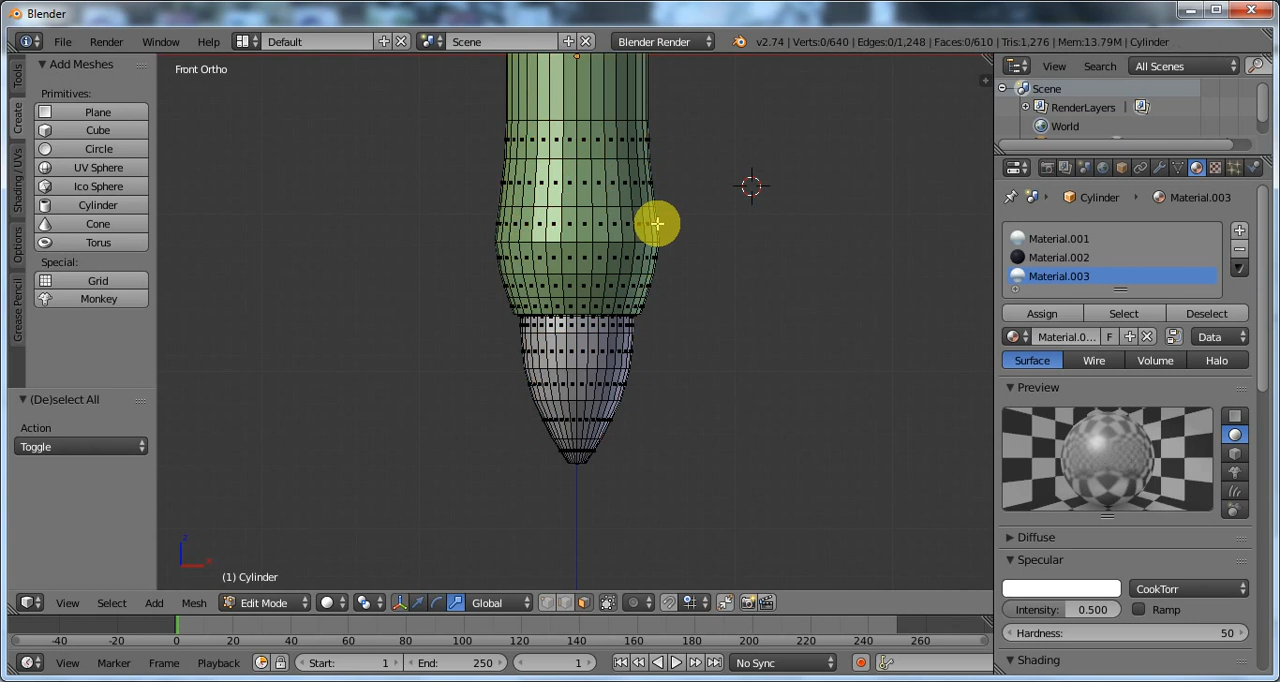 Blender
File Render Window Help Default Scene Blender Render v2.74 | Verts:0/640 | Edges:0/1,248 | Faces:0/610 | Tris:1,276 | Mem:13.79M | Cylinder
Tools
Create
Shading / UVs
Options
Grease Pencil
Add Meshes
Primitives:
Plane
Cube
Circle
UV Sphere
Ico Sphere
Cylinder
Cone
Torus
Special:
Grid
Monkey
(De)select All
Action
Toggle
Front Ortho
z
x
(1) Cylinder
View Select Add Mesh Edit Mode Global
-40 -20 0 20 40 60 80 100 120 140 160 180 200 220 240 260
View Marker Frame Playback Start: 1 End: 250 1 No Sync
View Search All Scenes
Scene
RenderLayers |
World
Cylinder Material.003
Material.001
Material.002
Material.003
Assign Select Deselect
Material.0... F Data
Surface Wire Volume Halo
Preview
Diffuse
Specular
CookTorr
Intensity: 0.500 Ramp
Hardness: 50
Shading